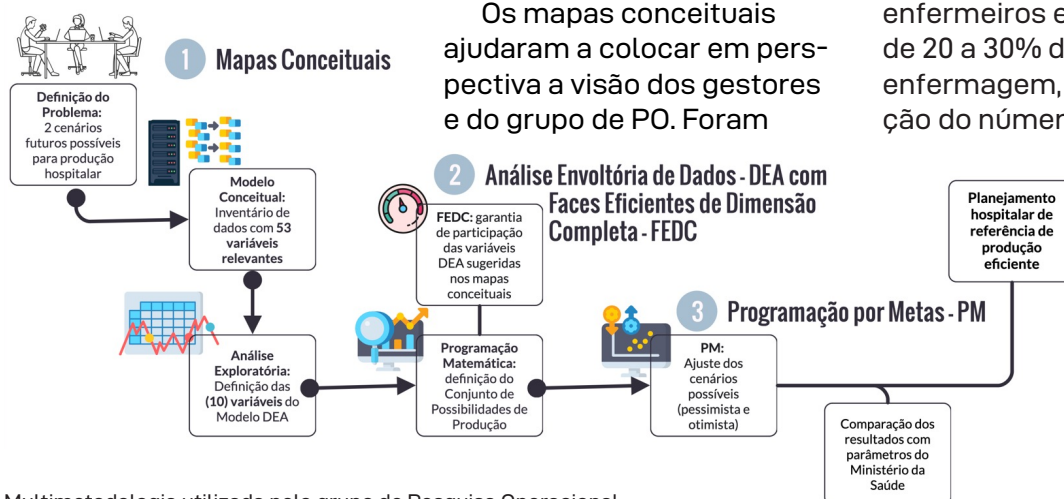 Os mapas conceituais
ajudaram a colocar em pers-
pectiva a visão dos gestores
e do grupo de PO. Foram
enfermeiros e
de 20 a 30% d
enfermagem,
ção do númer
1 Mapas Conceituais
Definição do
Problema:
2 cenários
futuros possíveis
para produção
hospitalar
Modelo
Conceitual:
Inventário de
dados com 53
variáveis
relevantes
Análise
Exploratória:
Definição das
(10) variáveis do
Modelo DEA
2 Análise Envoltória de Dados - DEA com
Faces Eficientes de Dimensão
Completa - FEDC
FEDC: garantia
de participação
das variáveis
DEA sugeridas
nos mapas
conceituais
Programação
Matemática:
definição do
Conjunto de
Possibilidades de
Produção
3 Programação por Metas - PM
PM:
Ajuste dos
cenários
possíveis
(pessimista e
otimista)
Planejamento
hospitalar de
referência de
produção
eficiente
Comparação dos
resultados com
parâmetros do
Ministério da
Saúde
Multimetodologia utilizada pelo grupo de Pesquisa Operacional